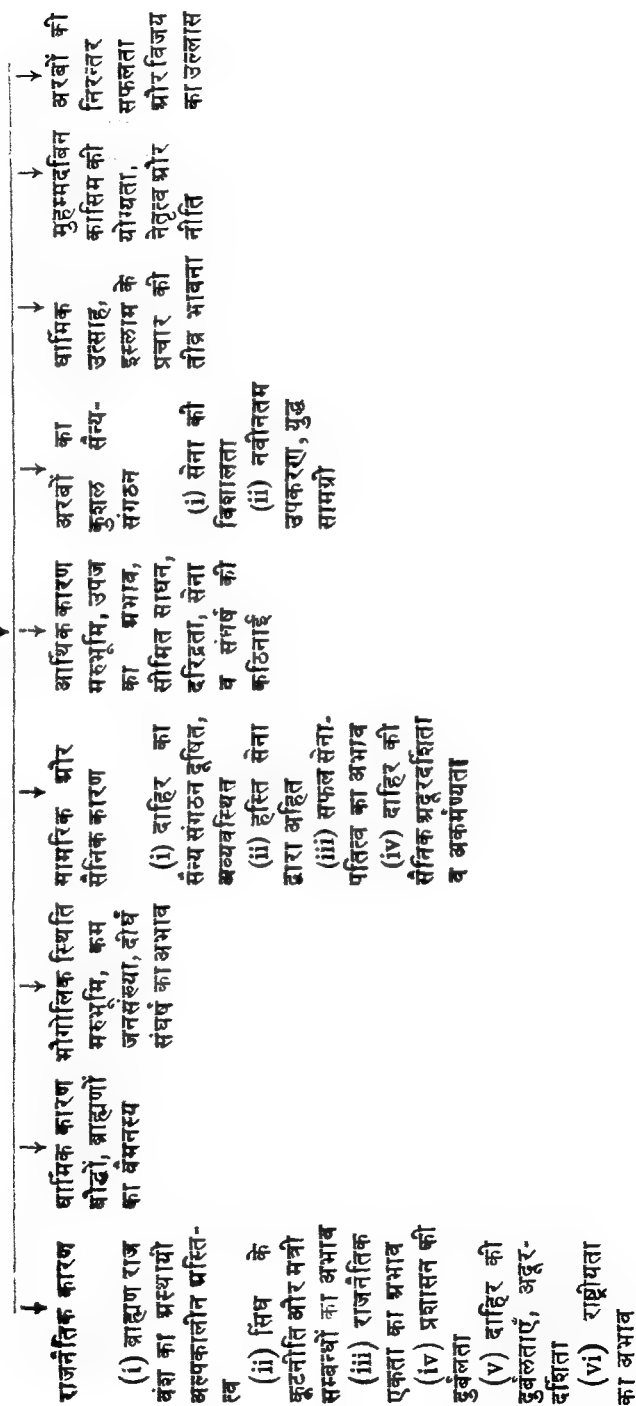 राजनैतिक कारण
(i) ब्राह्मण राज
वंश का अस्थायी
अल्पकालीन अस्ति-
त्व
(ii) सिंध के
कूटनीति और मैत्री
सम्बन्धों का अभाव
(iii) राजनैतिक
एकता का अभाव
(iv) प्रशासन की
दुर्बलता
(v) दाहिर की
दुर्बलताएँ, अदूर-
दर्शिता
(vi) राष्ट्रीयता
का अभाव
धार्मिक कारण
बौद्धों, ब्राह्मणों
का वैमनस्य
भौगोलिक स्थिति
मरुभूमि, कम
जनसंख्या, दीर्घ
संघर्ष का अभाव
सामरिक और
सैनिक कारण
(i) दाहिर का
सैन्य संगठन दूषित,
अव्यवस्थित
(ii) हस्ति सेना
द्वारा अहित
(iii) सफल सेना-
पतित्व का अभाव
(iv) दाहिर की
सैनिक अदूरदर्शिता
व अकर्मण्यता
आर्थिक कारण
मरुभूमि, उपज
का अभाव,
सीमित साधन,
दरिद्रता, सेना
व संघर्ष की
कठिनाई
अरबों का
कुशल सैन्य-
संगठन
(i) सेना की
विशालता
(ii) नवीनतम
उपकरण, युद्ध
सामग्री
धार्मिक
उत्साह,
इस्लाम के
प्रचार की
तीव्र भावना
मुहम्मदबिन
कासिम की
योग्यता,
नेतृत्व और
नीति
अरबों की
निरन्तर
सफलता
और विजय
का उल्लास